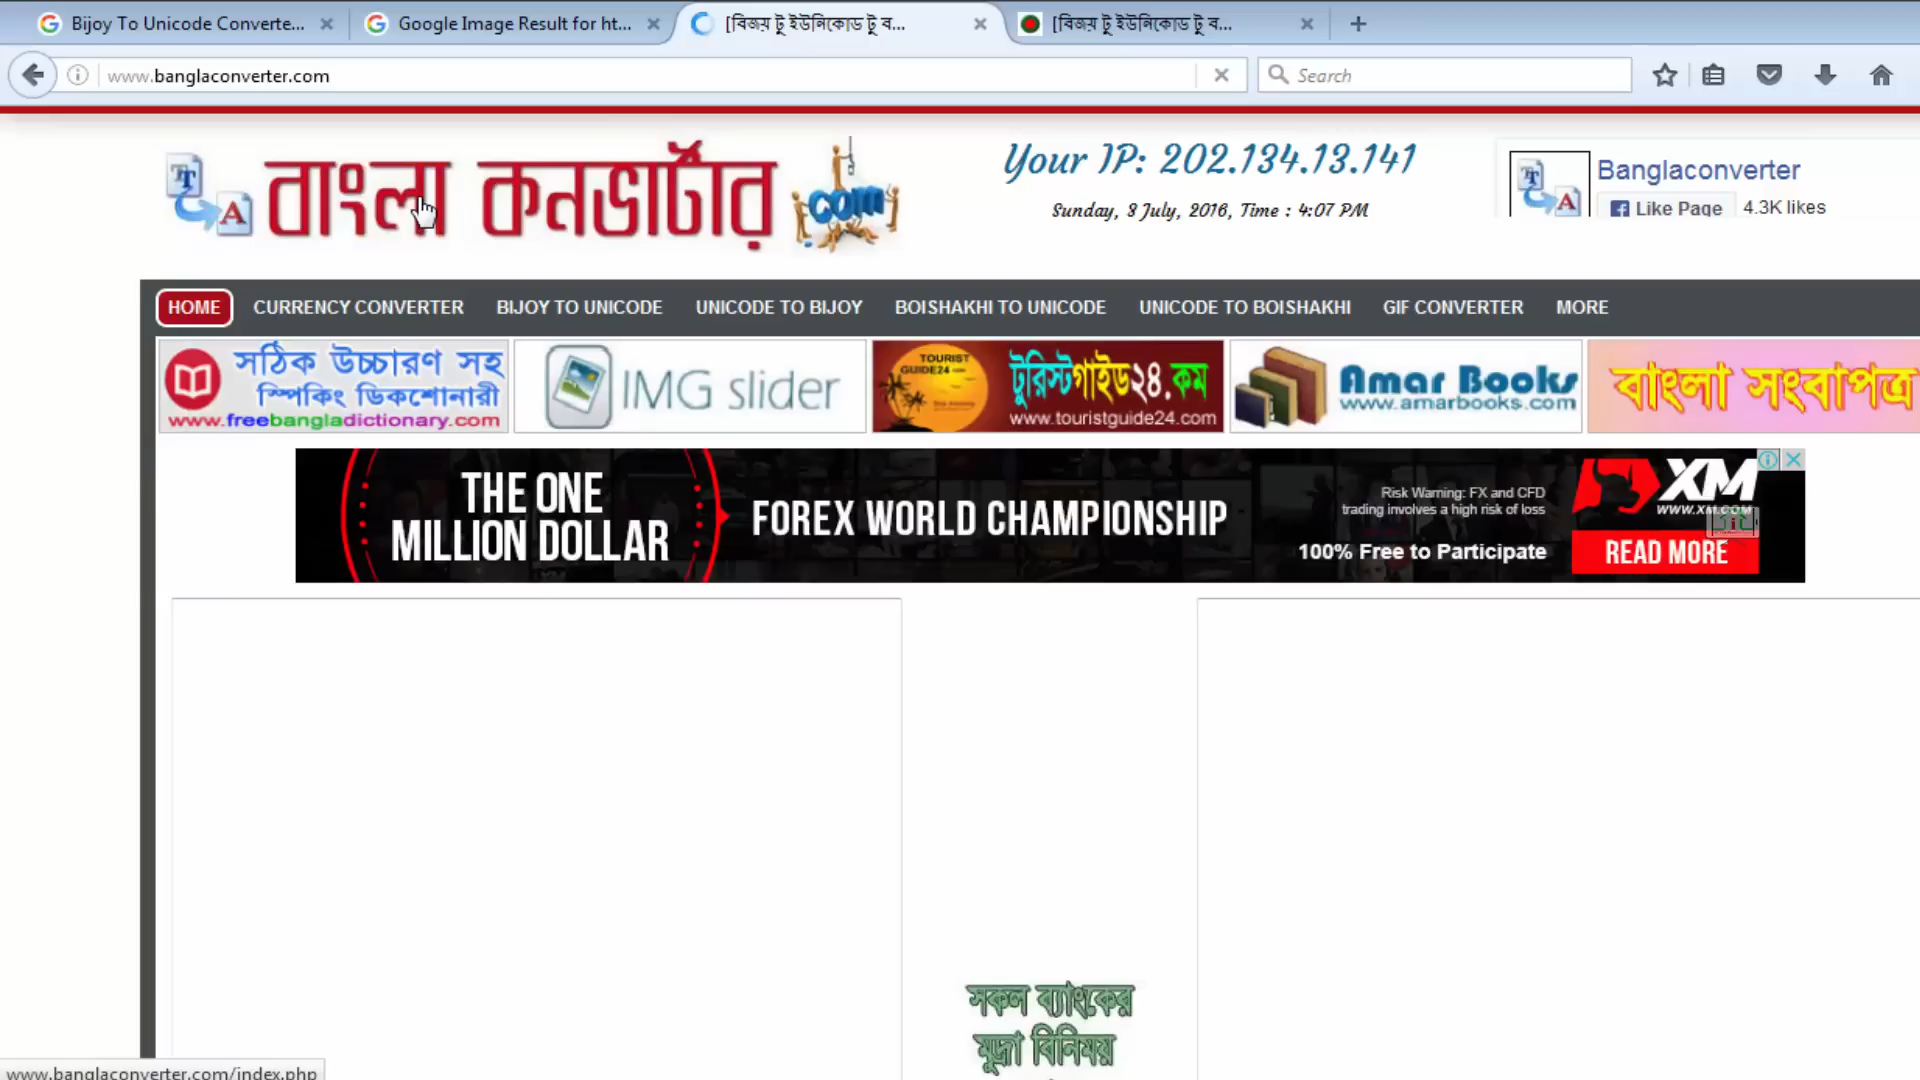 Bijoy To Unicode Converte...
Google Image Result for ht...
[বিজয় টু ইউনিকোড টু ব...
[বিজয় টু ইউনিকোড টু ব...
www.banglaconverter.com
Search
বাংলা কনভার্টার
.com
Your IP: 202.134.13.141
Sunday, 3 July, 2016, Time : 4:07 PM
Banglaconverter
Like Page
4.3K likes
HOME
CURRENCY CONVERTER
BIJOY TO UNICODE
UNICODE TO BIJOY
BOISHAKHI TO UNICODE
UNICODE TO BOISHAKHI
GIF CONVERTER
MORE
সঠিক উচ্চারণ সহ
স্পিকিং ডিকশোনারী
www.freebangladictionary.com
IMG slider
TOURIST
GUIDE24.com
টুরিস্টগাইড২৪.কম
www.touristguide24.com
Amar Books
www.amarbooks.com
বাংলা সংবাপত্র
THE ONE
MILLION DOLLAR
FOREX WORLD CHAMPIONSHIP
Risk Warning: FX and CFD
trading involves a high risk of loss
100% Free to Participate
XM
WWW.XM.COM
READ MORE
সকল ব্যাংকের
মুদ্রা বিনিময়
www.banglaconverter.com/index.php